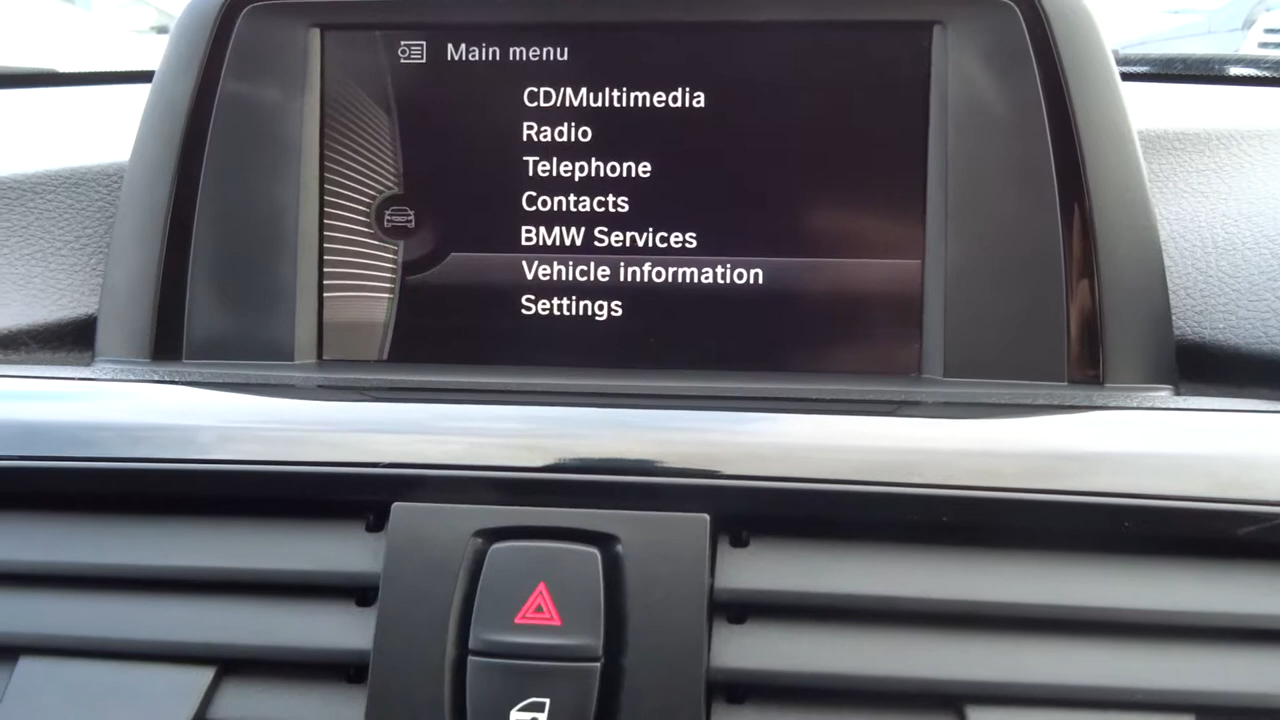 Main menu
CD/Multimedia
Radio
Telephone
Contacts
BMW Services
Vehicle information
Settings